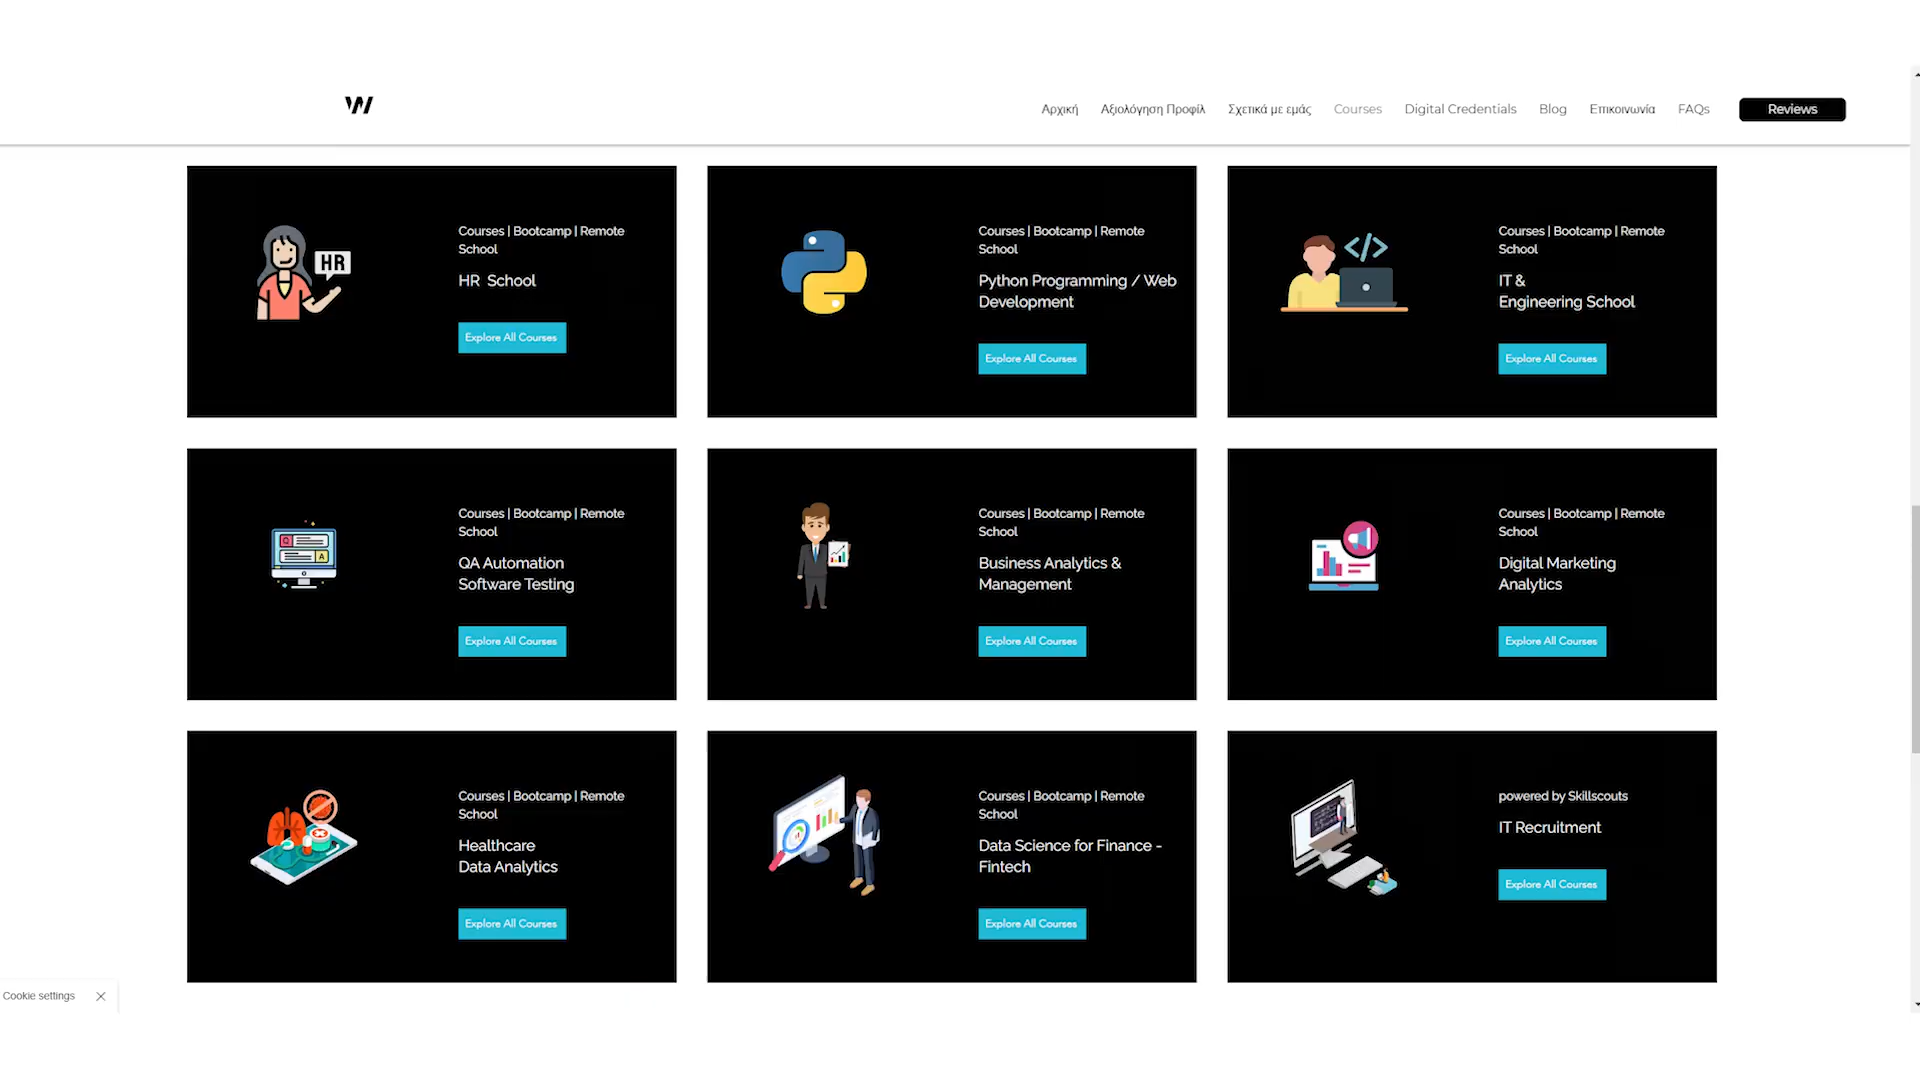 W
Αρχική Αξιολόγηση Προφίλ Σχετικά με εμάς Courses Digital Credentials Blog Επικοινωνία FAQs Reviews
HR
Courses | Bootcamp | Remote
School
HR School
Explore All Courses
Courses | Bootcamp | Remote
School
Python Programming / Web
Development
Explore All Courses
</>
Courses | Bootcamp | Remote
School
IT &
Engineering School
Explore All Courses
Q
A
Courses | Bootcamp | Remote
School
QA Automation
Software Testing
Explore All Courses
Courses | Bootcamp | Remote
School
Business Analytics &
Management
Explore All Courses
Courses | Bootcamp | Remote
School
Digital Marketing
Analytics
Explore All Courses
Courses | Bootcamp | Remote
School
Healthcare
Data Analytics
Explore All Courses
Courses | Bootcamp | Remote
School
Data Science for Finance -
Fintech
Explore All Courses
powered by Skillscouts
IT Recruitment
Explore All Courses
Cookie settings